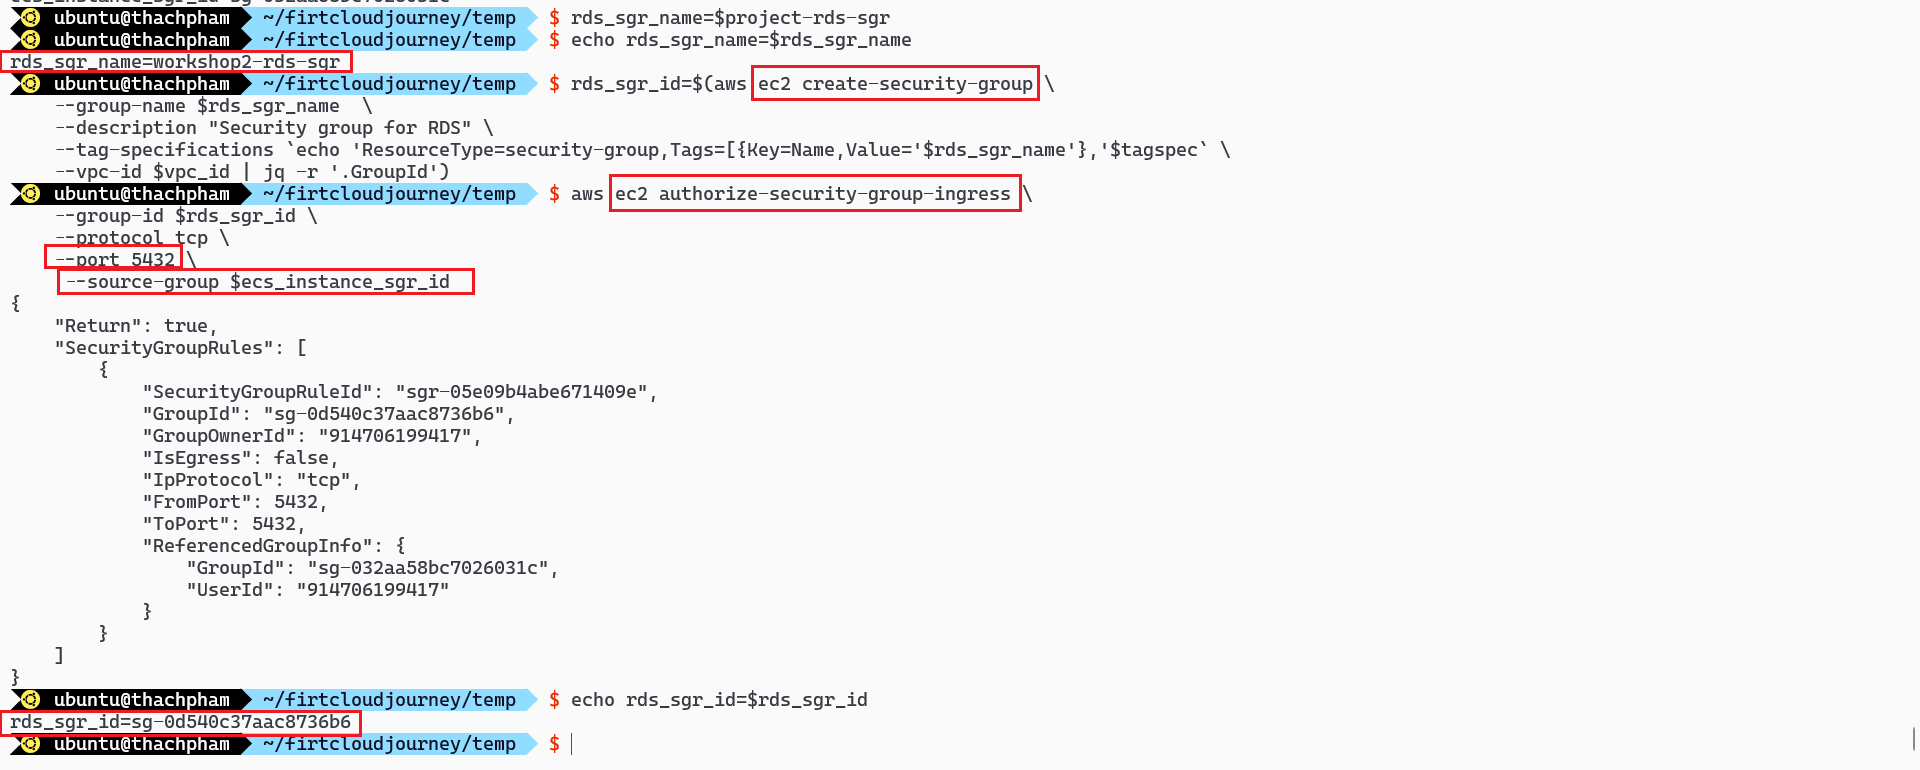 ubuntu@thachpham ~/firtcloudjourney/temp $ rds_sgr_name=$project-rds-sgr
ubuntu@thachpham ~/firtcloudjourney/temp $ echo rds_sgr_name=$rds_sgr_name
rds_sgr_name=workshop2-rds-sgr
ubuntu@thachpham ~/firtcloudjourney/temp $ rds_sgr_id=$(aws ec2 create-security-group \
    --group-name $rds_sgr_name  \
    --description "Security group for RDS" \
    --tag-specifications `echo 'ResourceType=security-group,Tags=[{Key=Name,Value='$rds_sgr_name'},'$tagspec` \
    --vpc-id $vpc_id | jq -r '.GroupId')
ubuntu@thachpham ~/firtcloudjourney/temp $ aws ec2 authorize-security-group-ingress \
    --group-id $rds_sgr_id \
    --protocol tcp \
    --port 5432 \
     --source-group $ecs_instance_sgr_id
{
    "Return": true,
    "SecurityGroupRules": [
        {
            "SecurityGroupRuleId": "sgr-05e09b4abe671409e",
            "GroupId": "sg-0d540c37aac8736b6",
            "GroupOwnerId": "914706199417",
            "IsEgress": false,
            "IpProtocol": "tcp",
            "FromPort": 5432,
            "ToPort": 5432,
            "ReferencedGroupInfo": {
                "GroupId": "sg-032aa58bc7026031c",
                "UserId": "914706199417"
            }
        }
    ]
}
ubuntu@thachpham ~/firtcloudjourney/temp $ echo rds_sgr_id=$rds_sgr_id
rds_sgr_id=sg-0d540c37aac8736b6
ubuntu@thachpham ~/firtcloudjourney/temp $